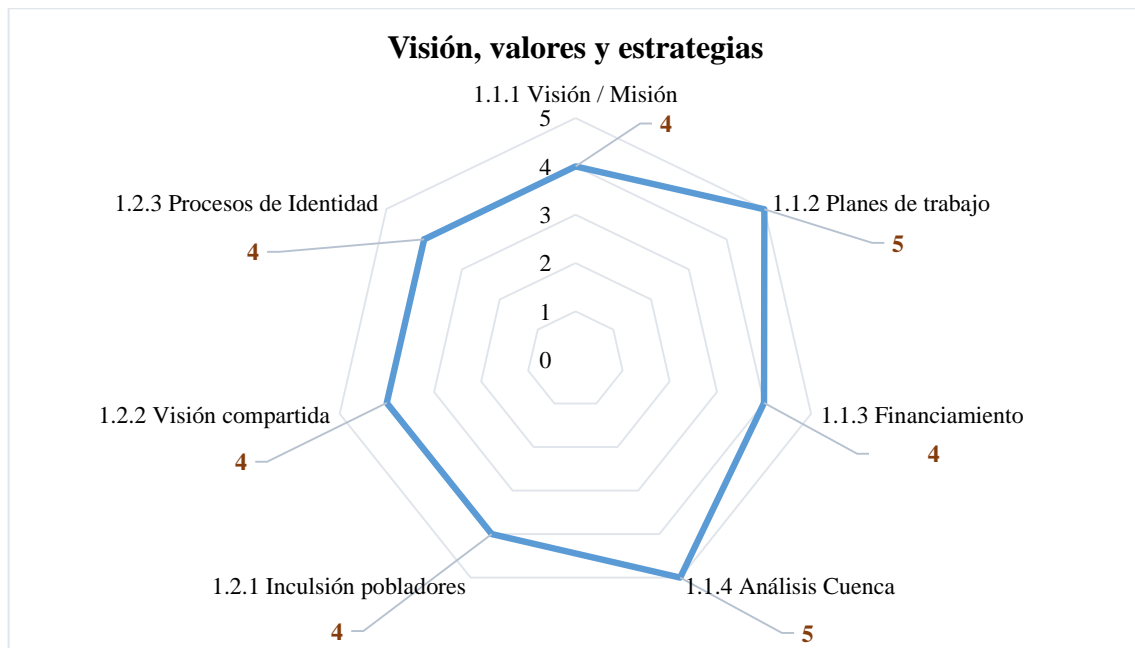 Visión, valores y estrategias
1.1.1 Visión / Misión
5
4
4
1.2.3 Procesos de Identidad
1.1.2 Planes de trabajo
3
4
5
2
1
0
1.2.2 Visión compartida
1.1.3 Financiamiento
4
4
1.2.1 Inculsión pobladores
1.1.4 Análisis Cuenca
4
5